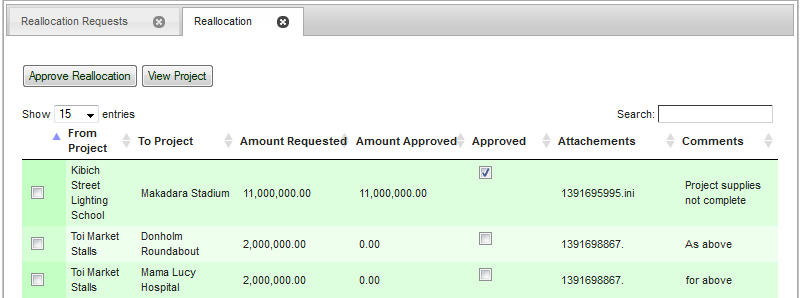 Reallocation Requests Reallocation
Approve Reallocation View Project
Show 15 entries Search:
From Project To Project Amount Requested Amount Approved Approved Attachements Comments
Kibich Street Lighting School Makadara Stadium 11,000,000.00 11,000,000.00 1391695995.ini Project supplies not complete
Toi Market Stalls Donholm Roundabout 2,000,000.00 0.00 1391698867. As above
Toi Market Stalls Mama Lucy Hospital 2,000,000.00 0.00 1391698867. for above